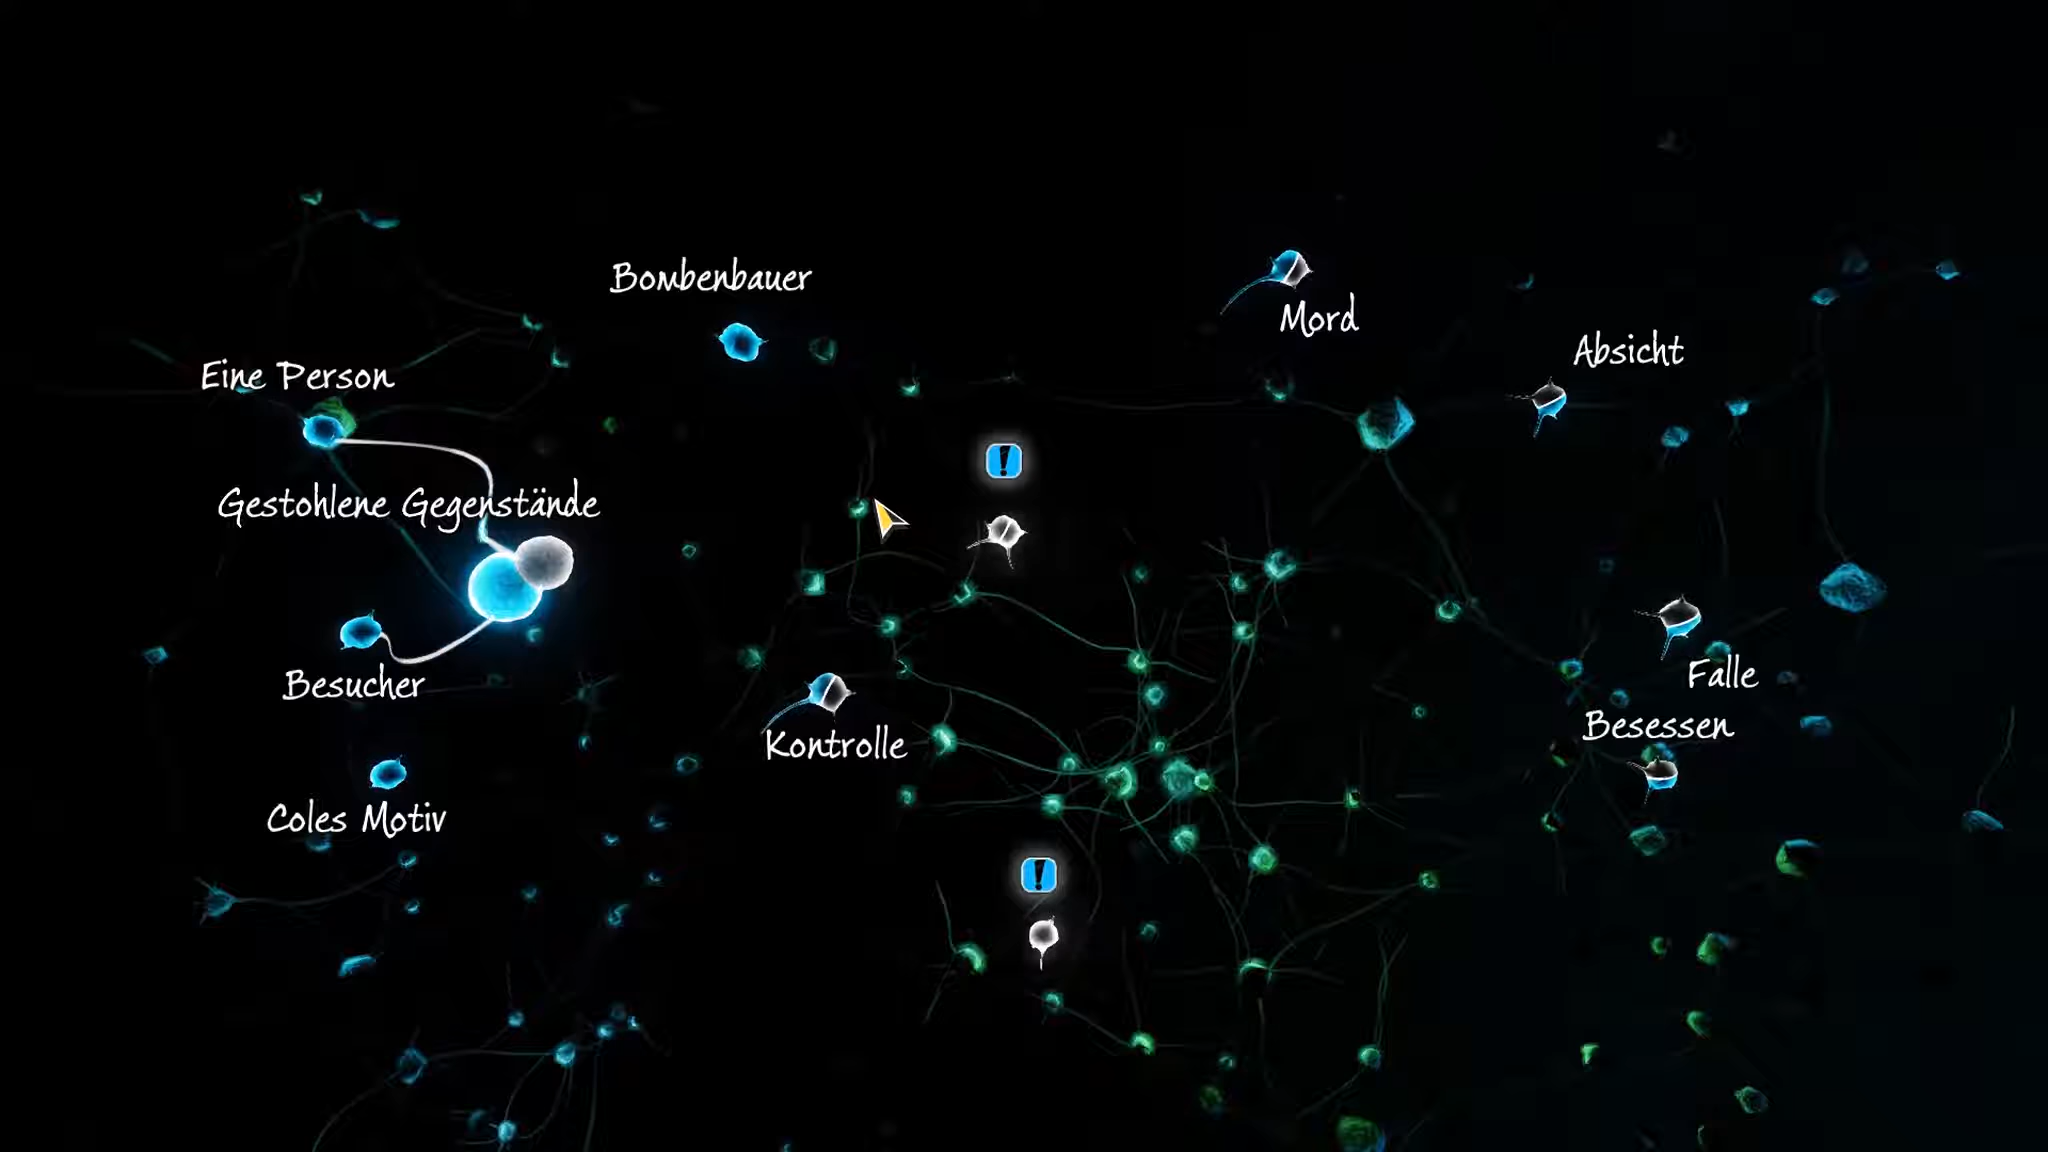 Bombenbauer
Mord
Absicht
Eine Person
Gestohlene Gegenstände
Falle
Besucher
Besessen
Kontrolle
Coles Motiv
!
!